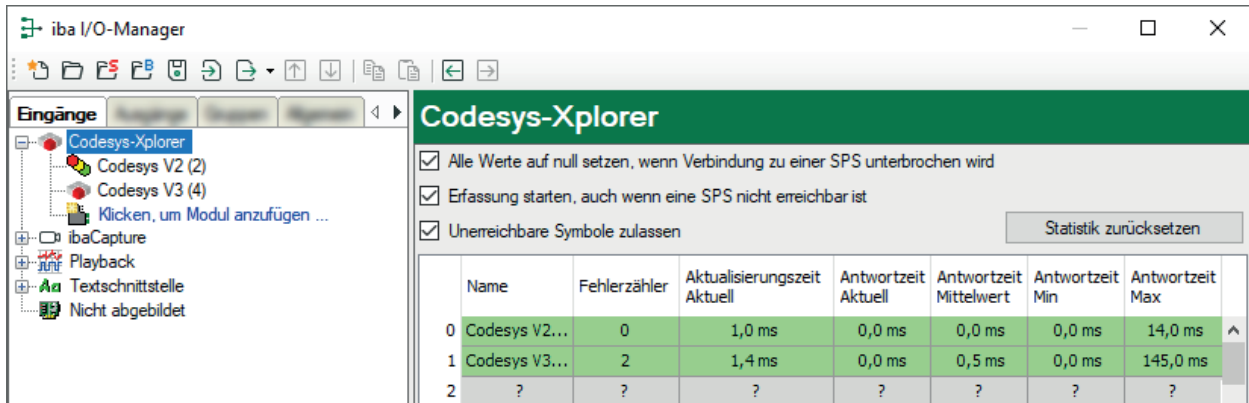 iba I/O-Manager
Eingänge
Codesys-Xplorer
Codesys V2 (2)
Codesys V3 (4)
Klicken, um Modul anzufügen ...
ibaCapture
Playback
Textschnittstelle
Nicht abgebildet
Codesys-Xplorer
Alle Werte auf null setzen, wenn Verbindung zu einer SPS unterbrochen wird
Erfassung starten, auch wenn eine SPS nicht erreichbar ist
Unerreichbare Symbole zulassen
Statistik zurücksetzen
Name Fehlerzähler Aktualisierungszeit Aktuell Antwortzeit Aktuell Antwortzeit Mittelwert Antwortzeit Min Antwortzeit Max
0 Codesys V2... 0 1,0 ms 0,0 ms 0,0 ms 0,0 ms 14,0 ms
1 Codesys V3... 2 1,4 ms 0,0 ms 0,5 ms 0,0 ms 145,0 ms
2 ? ? ? ? ? ? ?